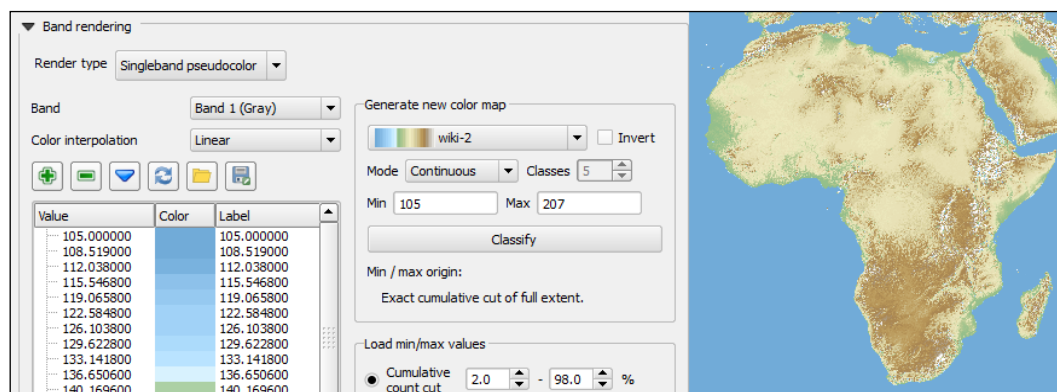 Band rendering
Render type Singleband pseudocolor
Band Band 1 (Gray)
Color interpolation Linear
Value Color Label
105.000000 105.000000
108.519000 108.519000
112.038000 112.038000
115.546800 115.546800
119.065800 119.065800
122.584800 122.584800
126.103800 126.103800
129.622800 129.622800
133.141800 133.141800
136.650600 136.650600
140.169600 140.169600
Generate new color map
wiki-2 Invert
Mode Continuous Classes 5
Min 105 Max 207
Classify
Min / max origin:
Exact cumulative cut of full extent.
Load min/max values
Cumulative
count cut 2.0 - 98.0 %